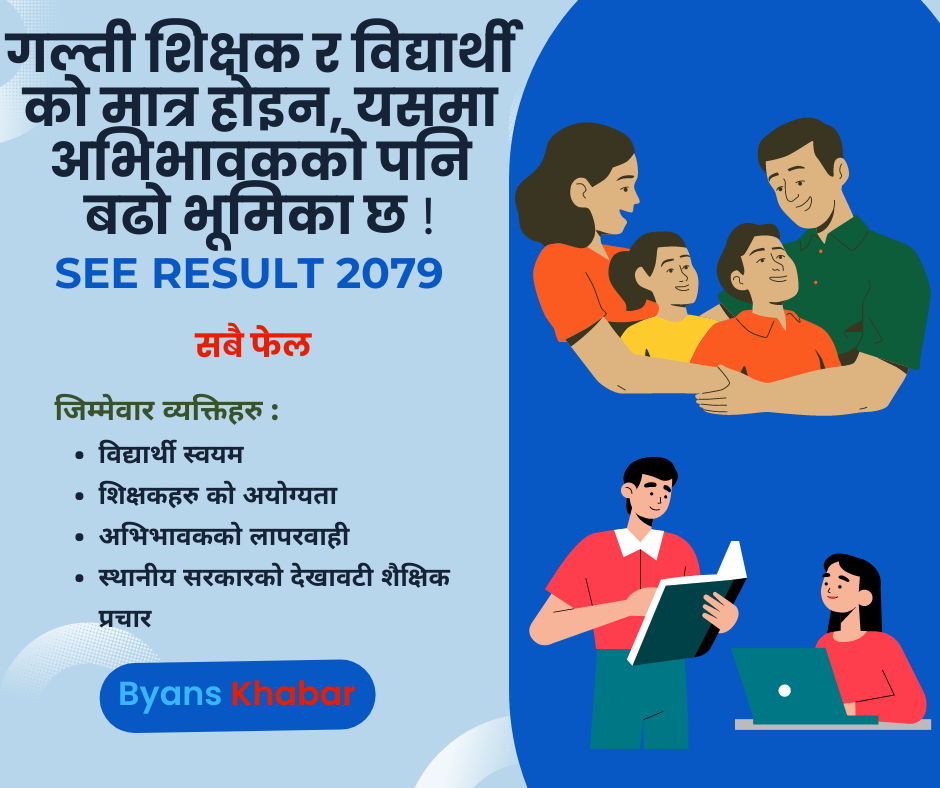 गल्ती शिक्षक र विद्यार्थी
को मात्र होइन, यसमा
अभिभावकको पनि
बढो भूमिका छ !
SEE RESULT 2079
सबै फेल
जिम्मेवार व्यक्तिहरु :
• विद्यार्थी स्वयम
• शिक्षकहरु को अयोग्यता
• अभिभावकको लापरवाही
• स्थानीय सरकारको देखावटी शैक्षिक
प्रचार
Byans Khabar